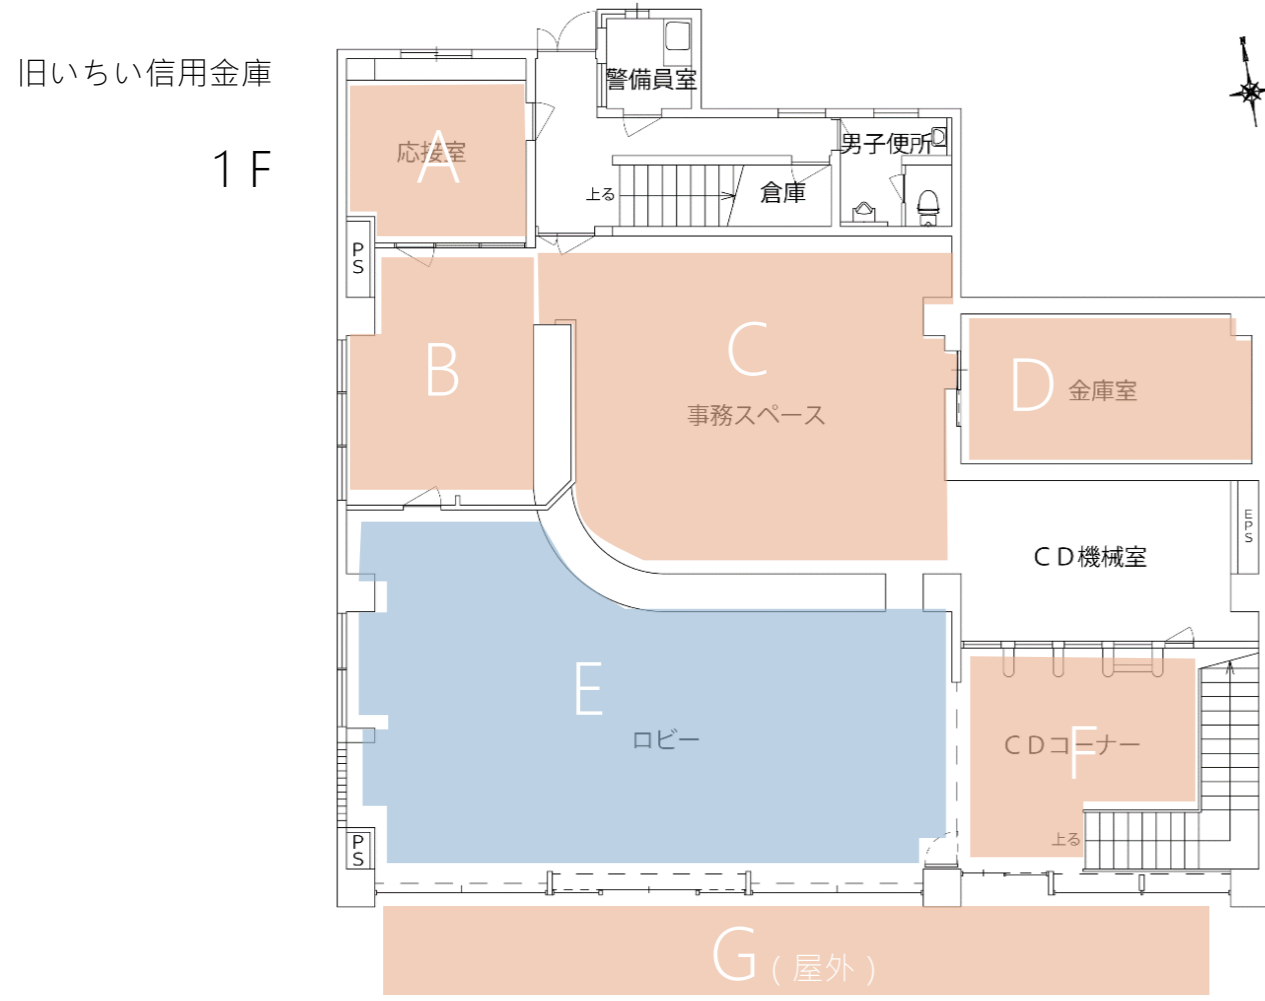 旧いちい信用金庫
1F
N
警備員室
男子便所
A
応接室
上る
倉庫
PS
B
C
事務スペース
D
金庫室
EPS
CD機械室
E
ロビー
CDコーナー
F
上る
PS
G(屋外)